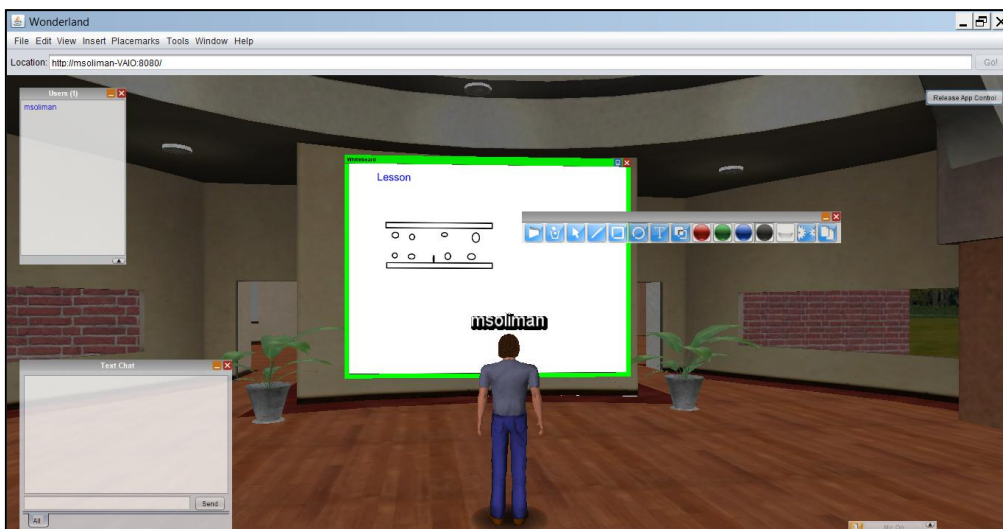 Wonderland
File Edit View Insert Placemarks Tools Window Help
Location: http://msoliman-VAIO:8080/ Go!
Users (1)
msoliman
Release App Control
Whiteboard
Lesson
T
msoliman
Text Chat
Send
All